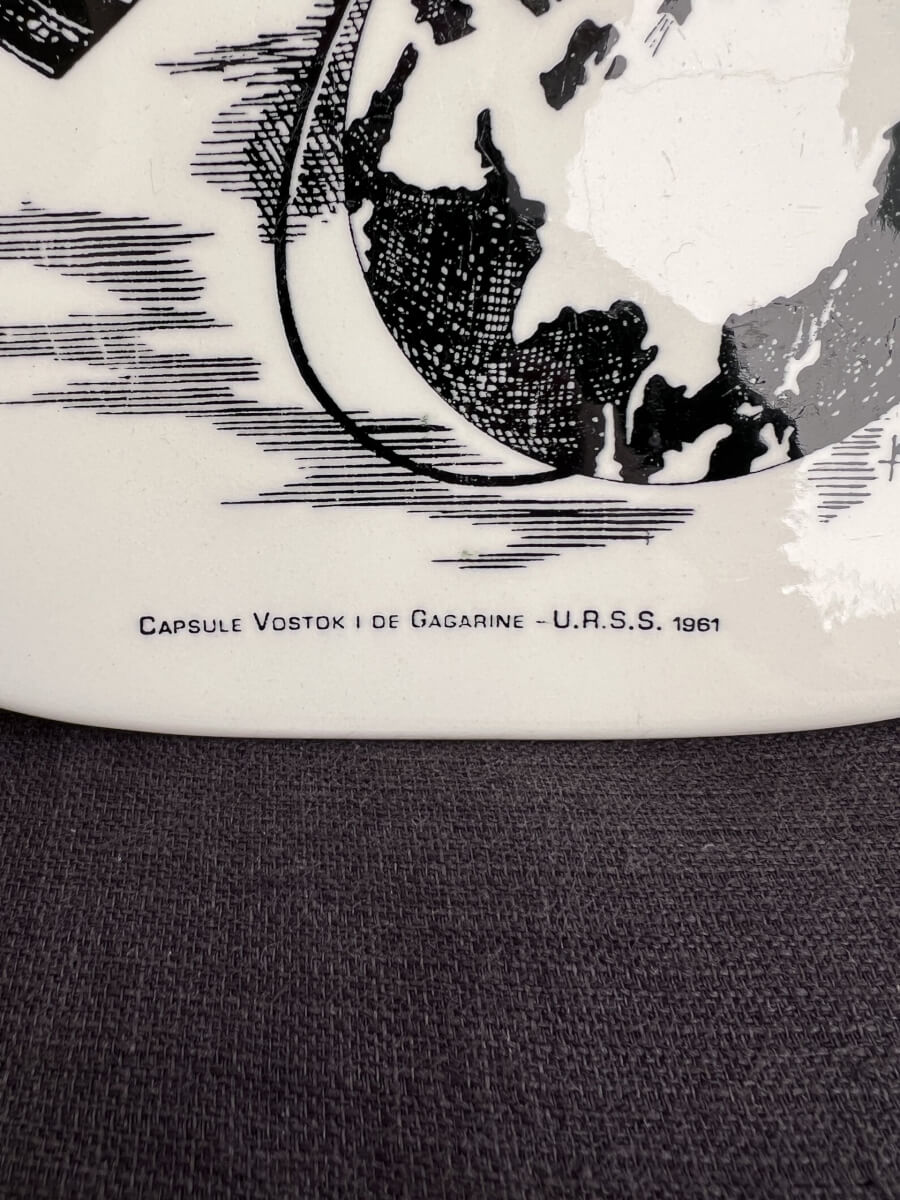 CAPSULE VOSTOK I DE GAGARINE - U.R.S.S. 1961